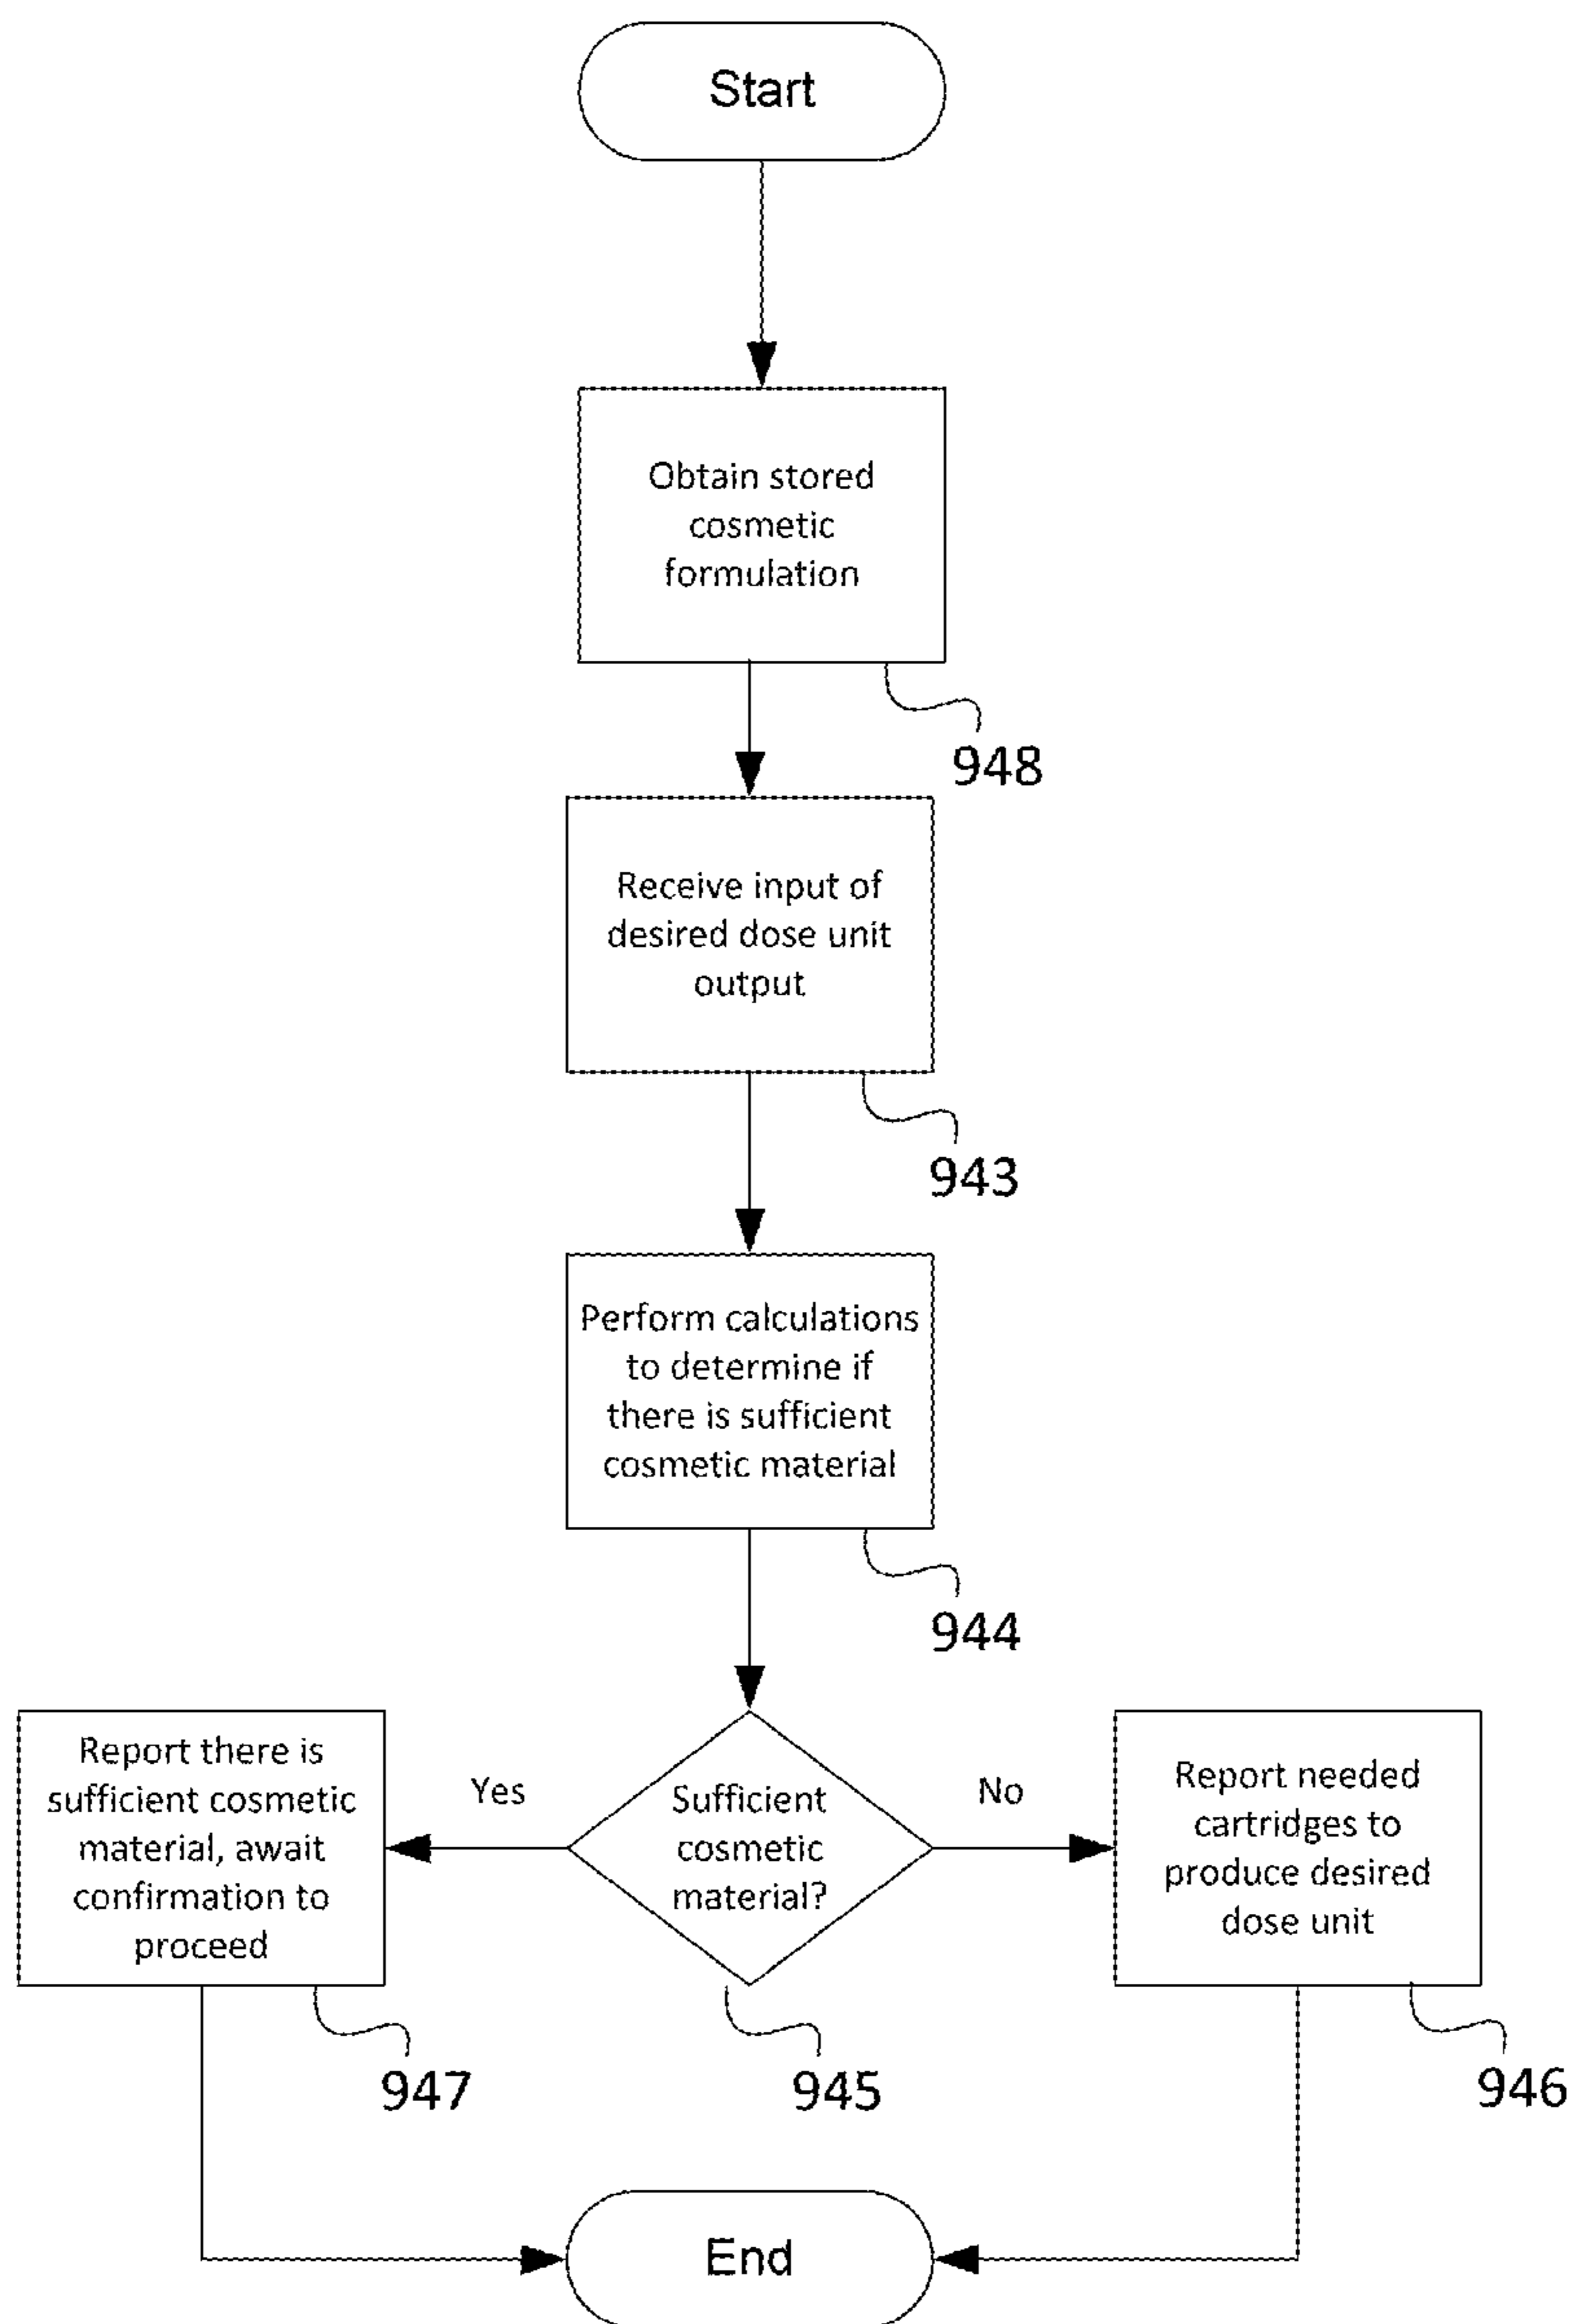 Start
Obtain stored
cosmetic
formulation
948
Receive input of
desired dose unit
output
943
Perform calculations
to determine if
there is sufficient
cosmetic material
944
Report there is
sufficient cosmetic
material, await
confirmation to
proceed
947
Yes
Sufficient
cosmetic
material?
945
No
Report needed
cartridges to
produce desired
dose unit
946
End